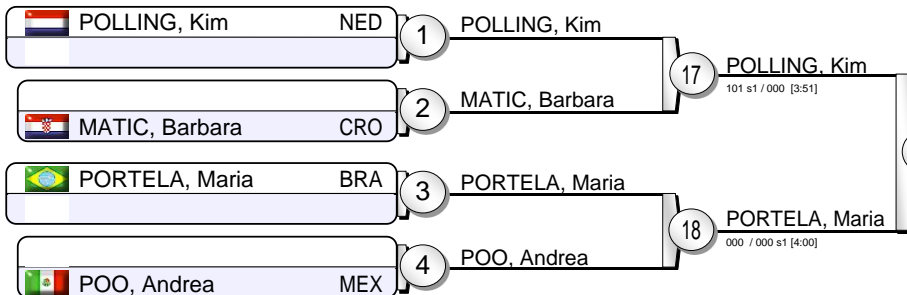 POLLING, Kim NED
1
POLLING, Kim
17
POLLING, Kim
101 s1 / 000 [3:51]
MATIC, Barbara CRO
2
MATIC, Barbara
PORTELA, Maria BRA
3
PORTELA, Maria
18
PORTELA, Maria
000 / 000 s1 [4:00]
POO, Andrea MEX
4
POO, Andrea